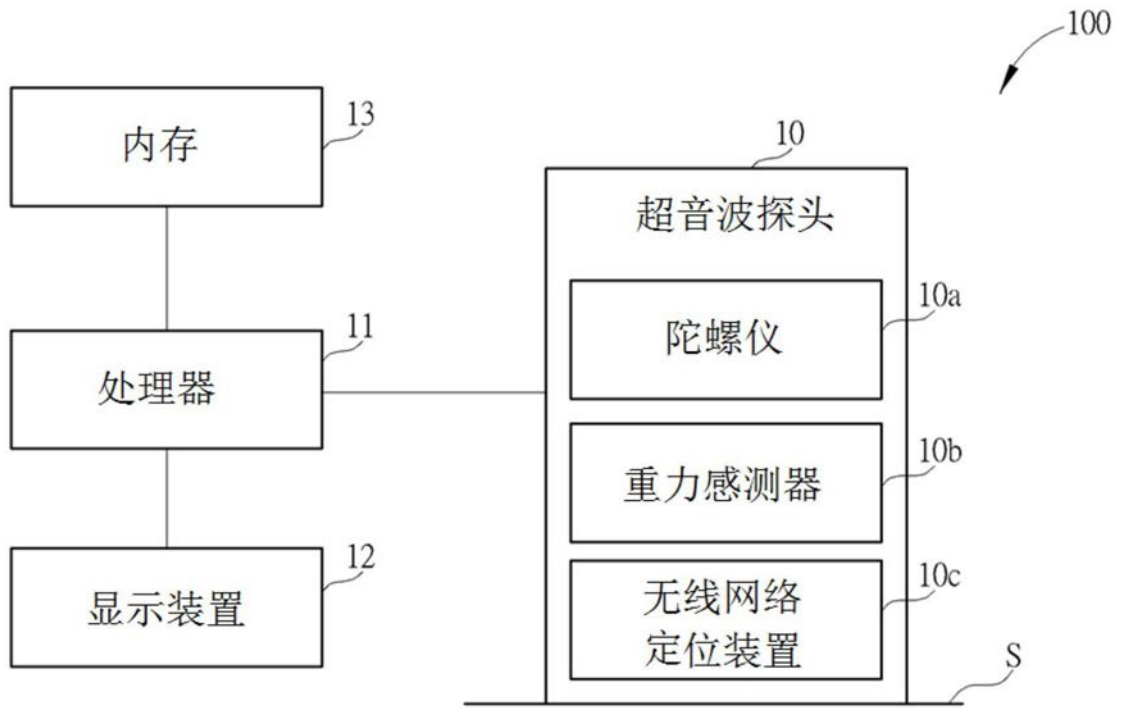 100
13
内存
10
超音波探头
10a
陀螺仪
11
处理器
10b
重力感测器
12
显示装置
10c
无线网络
定位装置
S